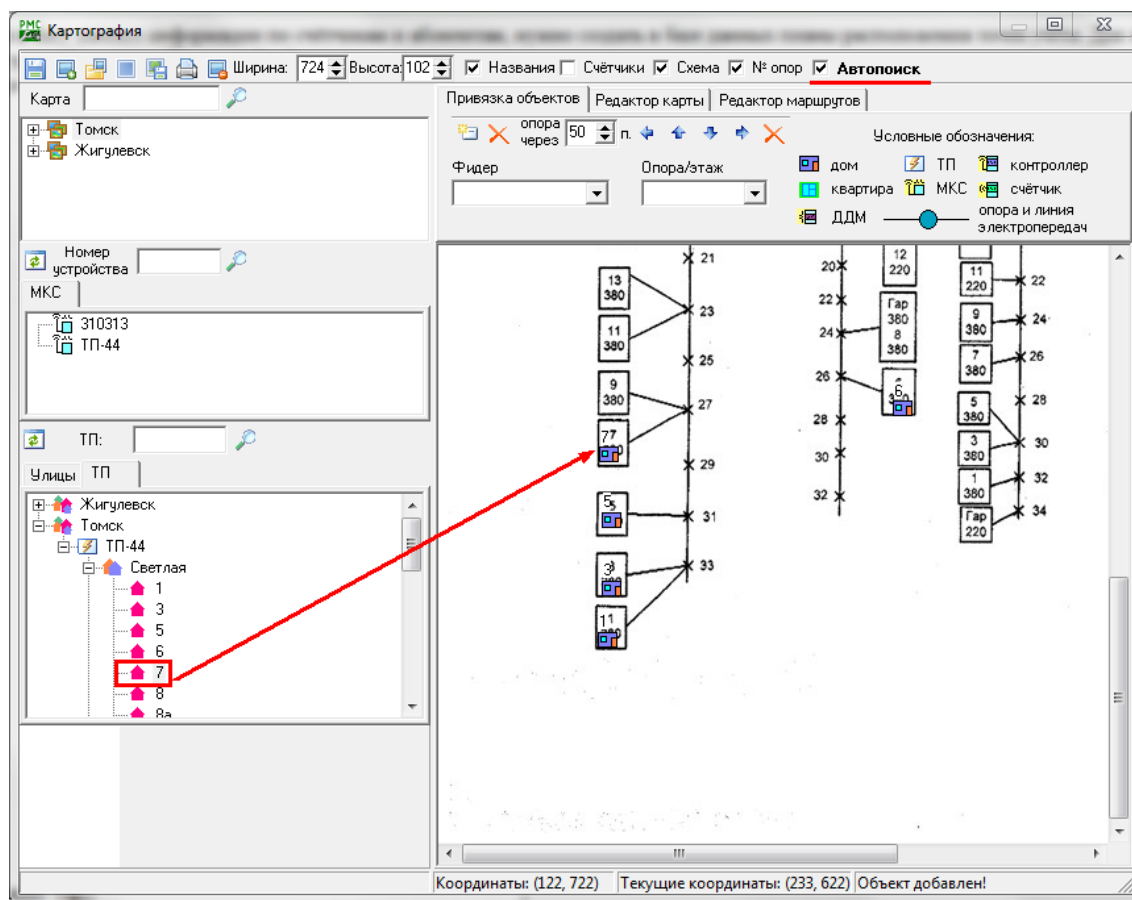 РМС Картография
Ширина: 724 Высота: 102 Названия Счётчики Схема № опор Автопоиск
Карта
Томск
Жигулевск
Номер устройства
МКС
310313
ТП-44
ТП:
Улицы ТП
Жигулевск
Томск
ТП-44
Светлая
1
3
5
6
7
8
8а
Привязка объектов Редактор карты Редактор маршрутов
опора через 50 п.
Фидер Опора/этаж
Условные обозначения:
дом ТП контроллер
квартира МКС счётчик
ДДМ опора и линия электропередач
21
13
380
23
11
380
25
9
380
27
77
29
5
31
3
33
11
20
12
220
22
Гар
380
8
380
24
26
6
28
30
32
11
220
22
9
380
24
7
380
26
5
380
28
3
380
30
1
380
32
Гар
220
34
Координаты: (122, 722) Текущие координаты: (233, 622) Объект добавлен!